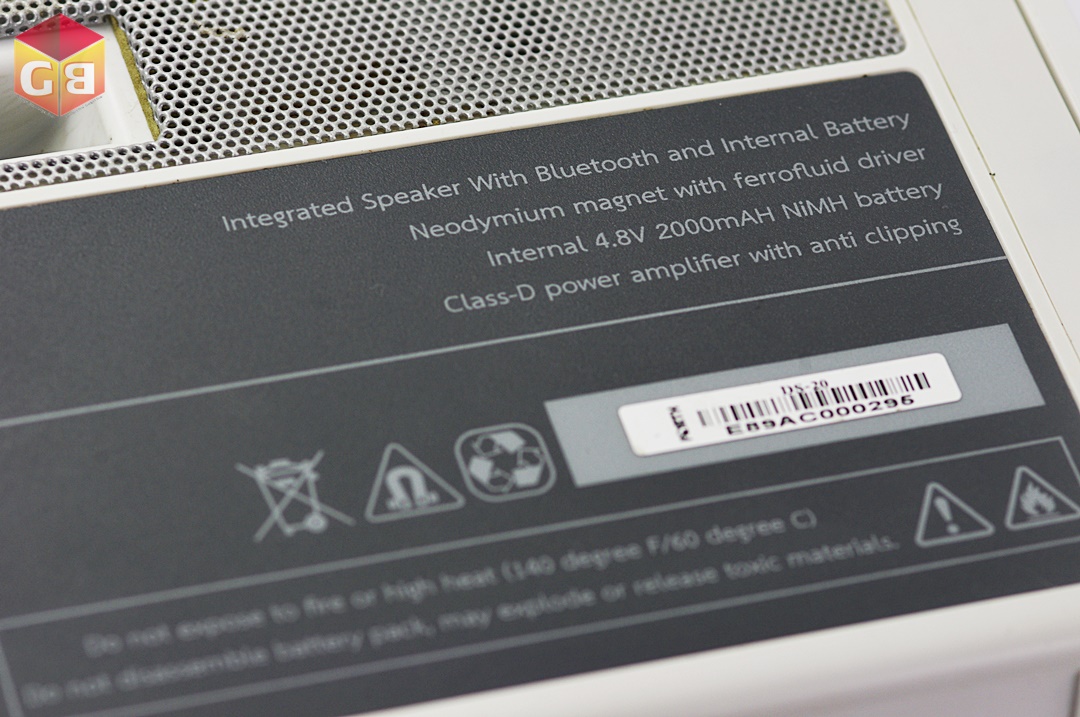 GB
Integrated Speaker With Bluetooth and Internal Battery
Neodymium magnet with ferrofluid driver
Internal 4.8V 2000mAH NiMH battery
Class-D power amplifier with anti clipping
DS-20
E89AC000295
Do not expose to fire or high heat (140 degree F/60 degree C)
Do not disassemble battery pack, may explode or release toxic materials.